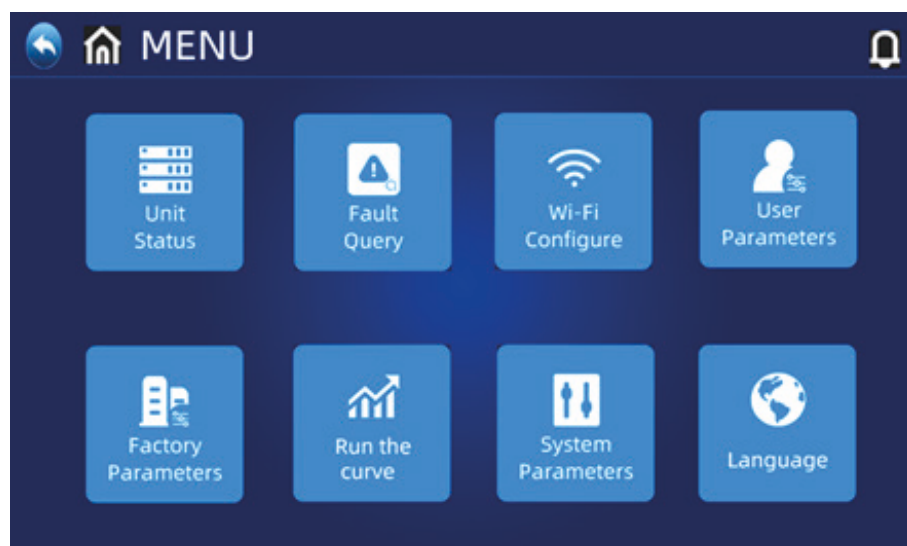 MENU
Unit
Status
Fault
Query
Wi-Fi
Configure
User
Parameters
Factory
Parameters
Run the
curve
System
Parameters
Language